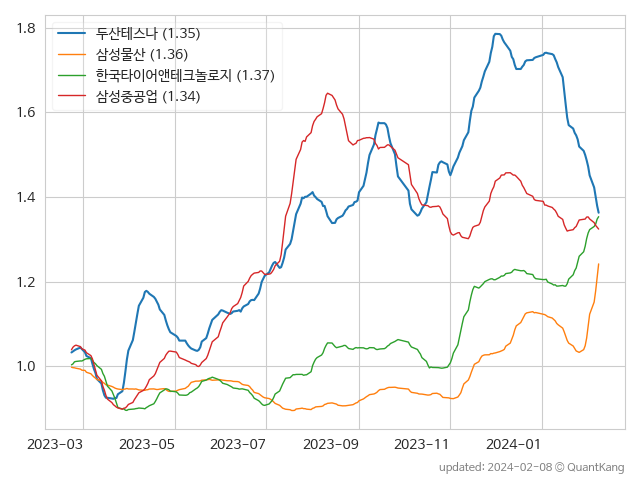 1.8
1.6
1.4
1.2
1.0
두산테스나 (1.35)
삼성물산 (1.36)
한국타이어앤테크놀로지 (1.37)
삼성중공업 (1.34)
2023-03 2023-05 2023-07 2023-09 2023-11 2024-01
updated: 2024-02-08 © QuantKang